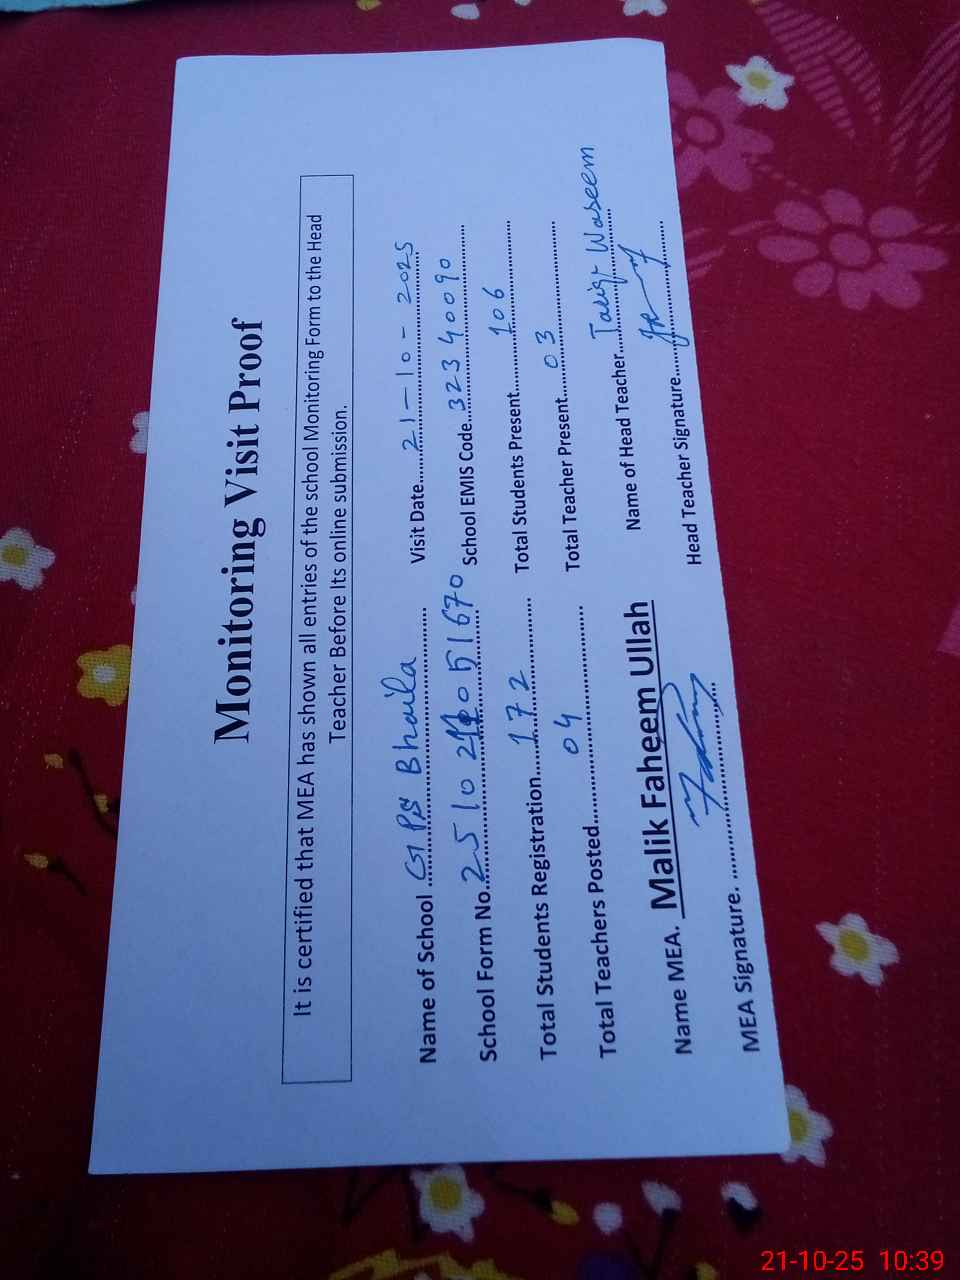 Monitoring Visit Proof
It is certified that MEA has shown all entries of the school Monitoring Form to the Head
Teacher Before Its online submission.
Name of School GPS Bhaila Visit Date 21-10-2025
School Form No. School EMIS Code 32340090
Total Students Registration 172 Total Students Present 106
Total Teachers Posted 04 Total Teacher Present 03
Name MEA. Malik Faheem Ullah Name of Head Teacher Tariq Waseem
MEA Signature. Head Teacher Signature
21-10-25 10:39